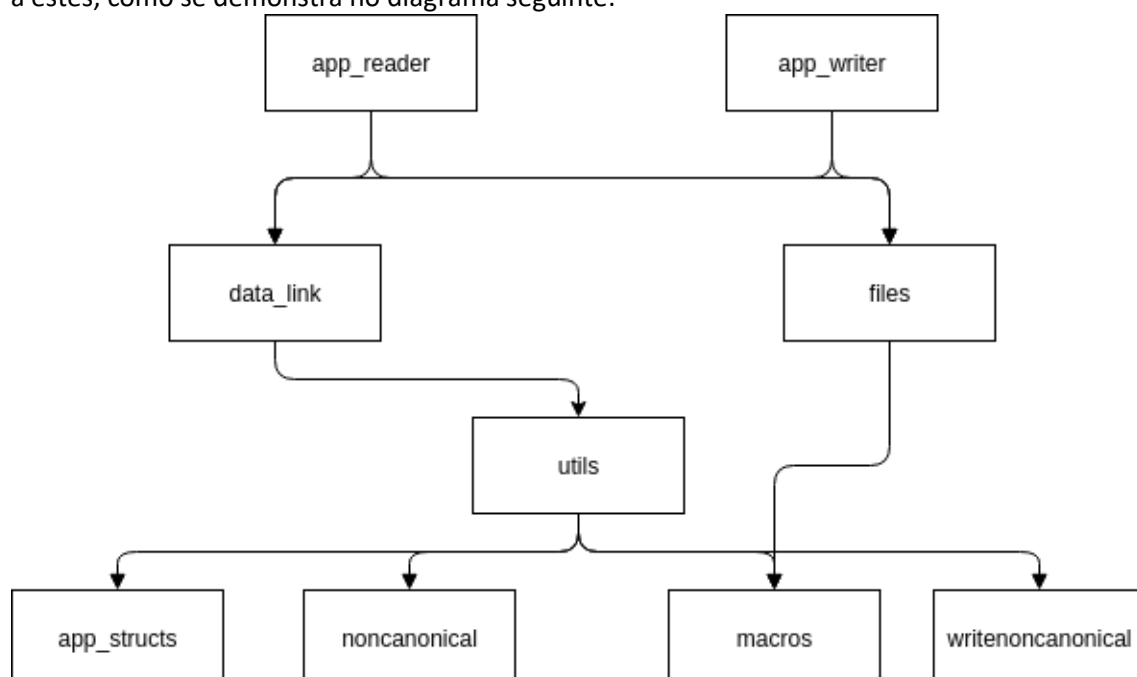 a estes, como se demonstra no diagrama seguinte:
app_reader
app_writer
data_link
files
utils
app_structs
noncanonical
macros
writenoncanonical